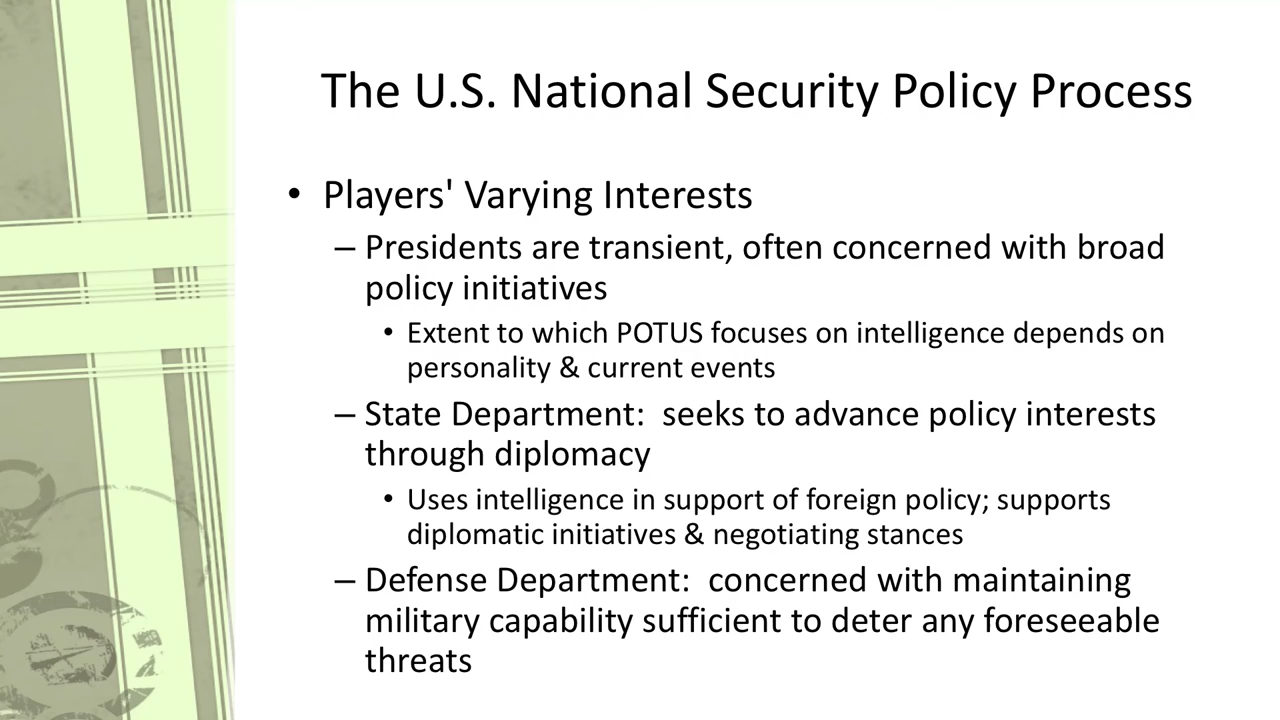 The U.S. National Security Policy Process
• Players' Varying Interests
– Presidents are transient, often concerned with broad
policy initiatives
• Extent to which POTUS focuses on intelligence depends on
personality & current events
– State Department:  seeks to advance policy interests
through diplomacy
• Uses intelligence in support of foreign policy; supports
diplomatic initiatives & negotiating stances
– Defense Department:  concerned with maintaining
military capability sufficient to deter any foreseeable
threats